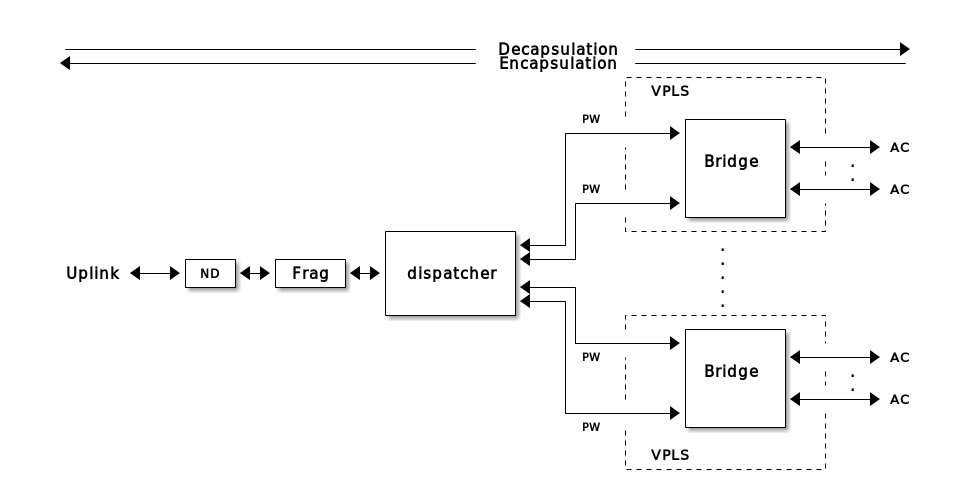 Decapsulation
Encapsulation
VPLS
PW
Bridge
AC
PW
AC
Uplink
ND
Frag
dispatcher
PW
Bridge
AC
AC
PW
VPLS